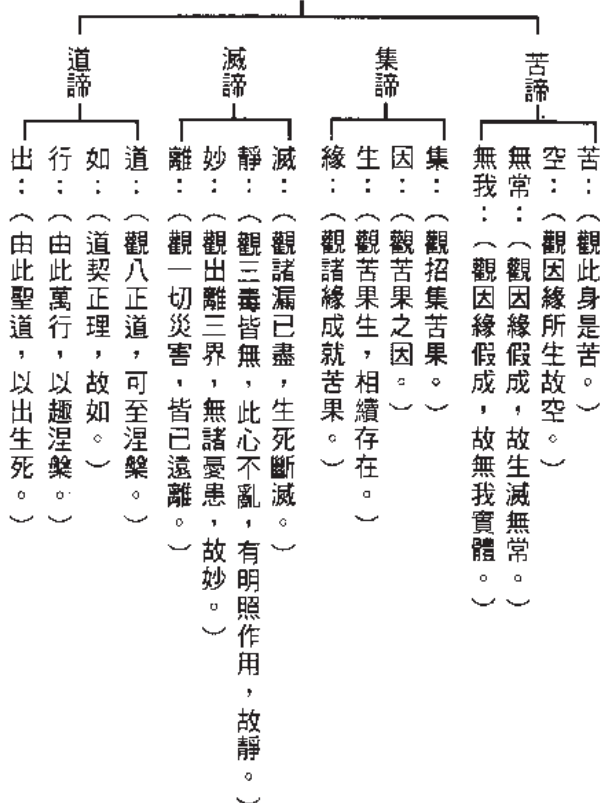 苦諦
苦：（觀此身是苦。）
空：（觀因緣所生故空。）
無常：（觀因緣假成，故生滅無常。）
無我：（觀因緣假成，故無我實體。）
集諦
集：（觀招集苦果。）
因：（觀苦果之因。）
生：（觀苦果生，相續存在。）
緣：（觀諸緣成就苦果。）
滅諦
滅：（觀諸漏已盡，生死斷滅。）
靜：（觀三毒皆無，此心不亂，有明照作用，故靜。）
妙：（觀出離三界，無諸憂患，故妙。）
離：（觀一切災害，皆已遠離。）
道諦
道：（觀八正道，可至涅槃。）
如：（道契正理，故如。）
行：（由此萬行，以趣涅槃。）
出：（由此聖道，以出生死。）